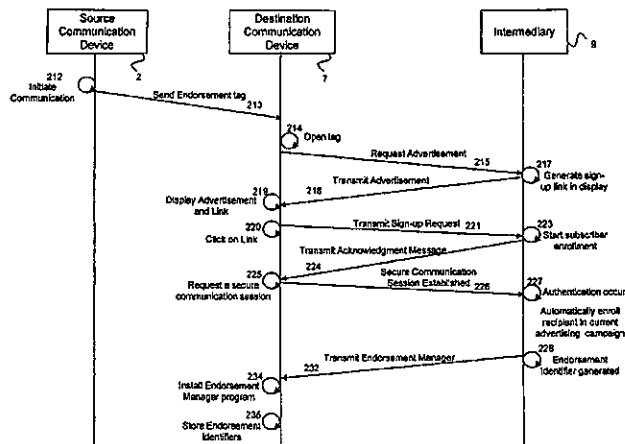 Source
Communication
Device
2
Destination
Communication
Device
7
Intermediary
9
212
Initiate
Communication
Send Endorsement tag
213
214
Open tag
Request Advertisement
215
217
Generate sign-
up link in display
219
218
Transmit Advertisement
Display Advertisement
and Link
220
Click on Link
Transmit Sign-up Request
221
223
Start subscriber
enrollment
Transmit Acknowledgment Message
224
225
Request a secure
communication session
Secure Communication
Session Established
226
227
Authentication occur
Automatically enroll
recipient in current
advertising campaign
228
Endorsement
Identifier generated
Transmit Endorsement Manager
232
234
Install Endorsement
Manager program
236
Store Endorsement
Identifiers